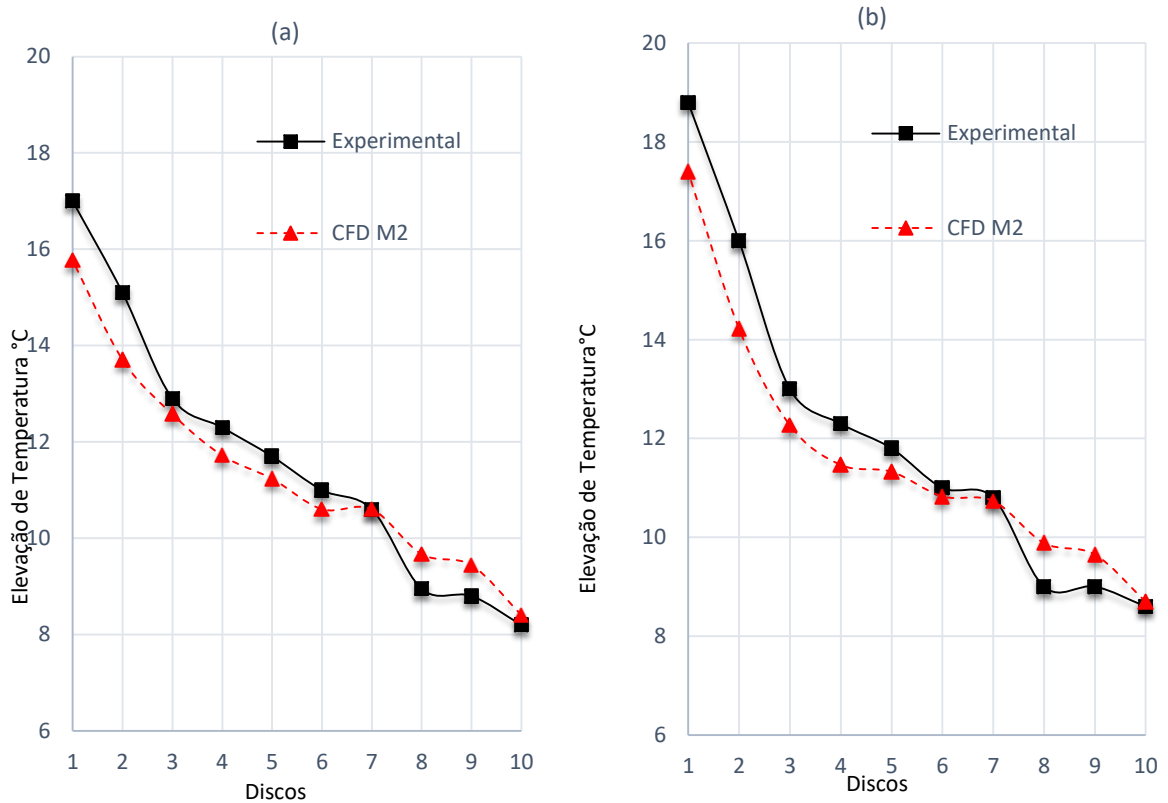 (a)
20
18
16
14
12
10
8
6
Elevação de Temperatura °C
Experimental
CFD M2
1 2 3 4 5 6 7 8 9 10
Discos
(b)
20
18
16
14
12
10
8
6
Elevação de Temperatura°C
Experimental
CFD M2
1 2 3 4 5 6 7 8 9 10
Discos